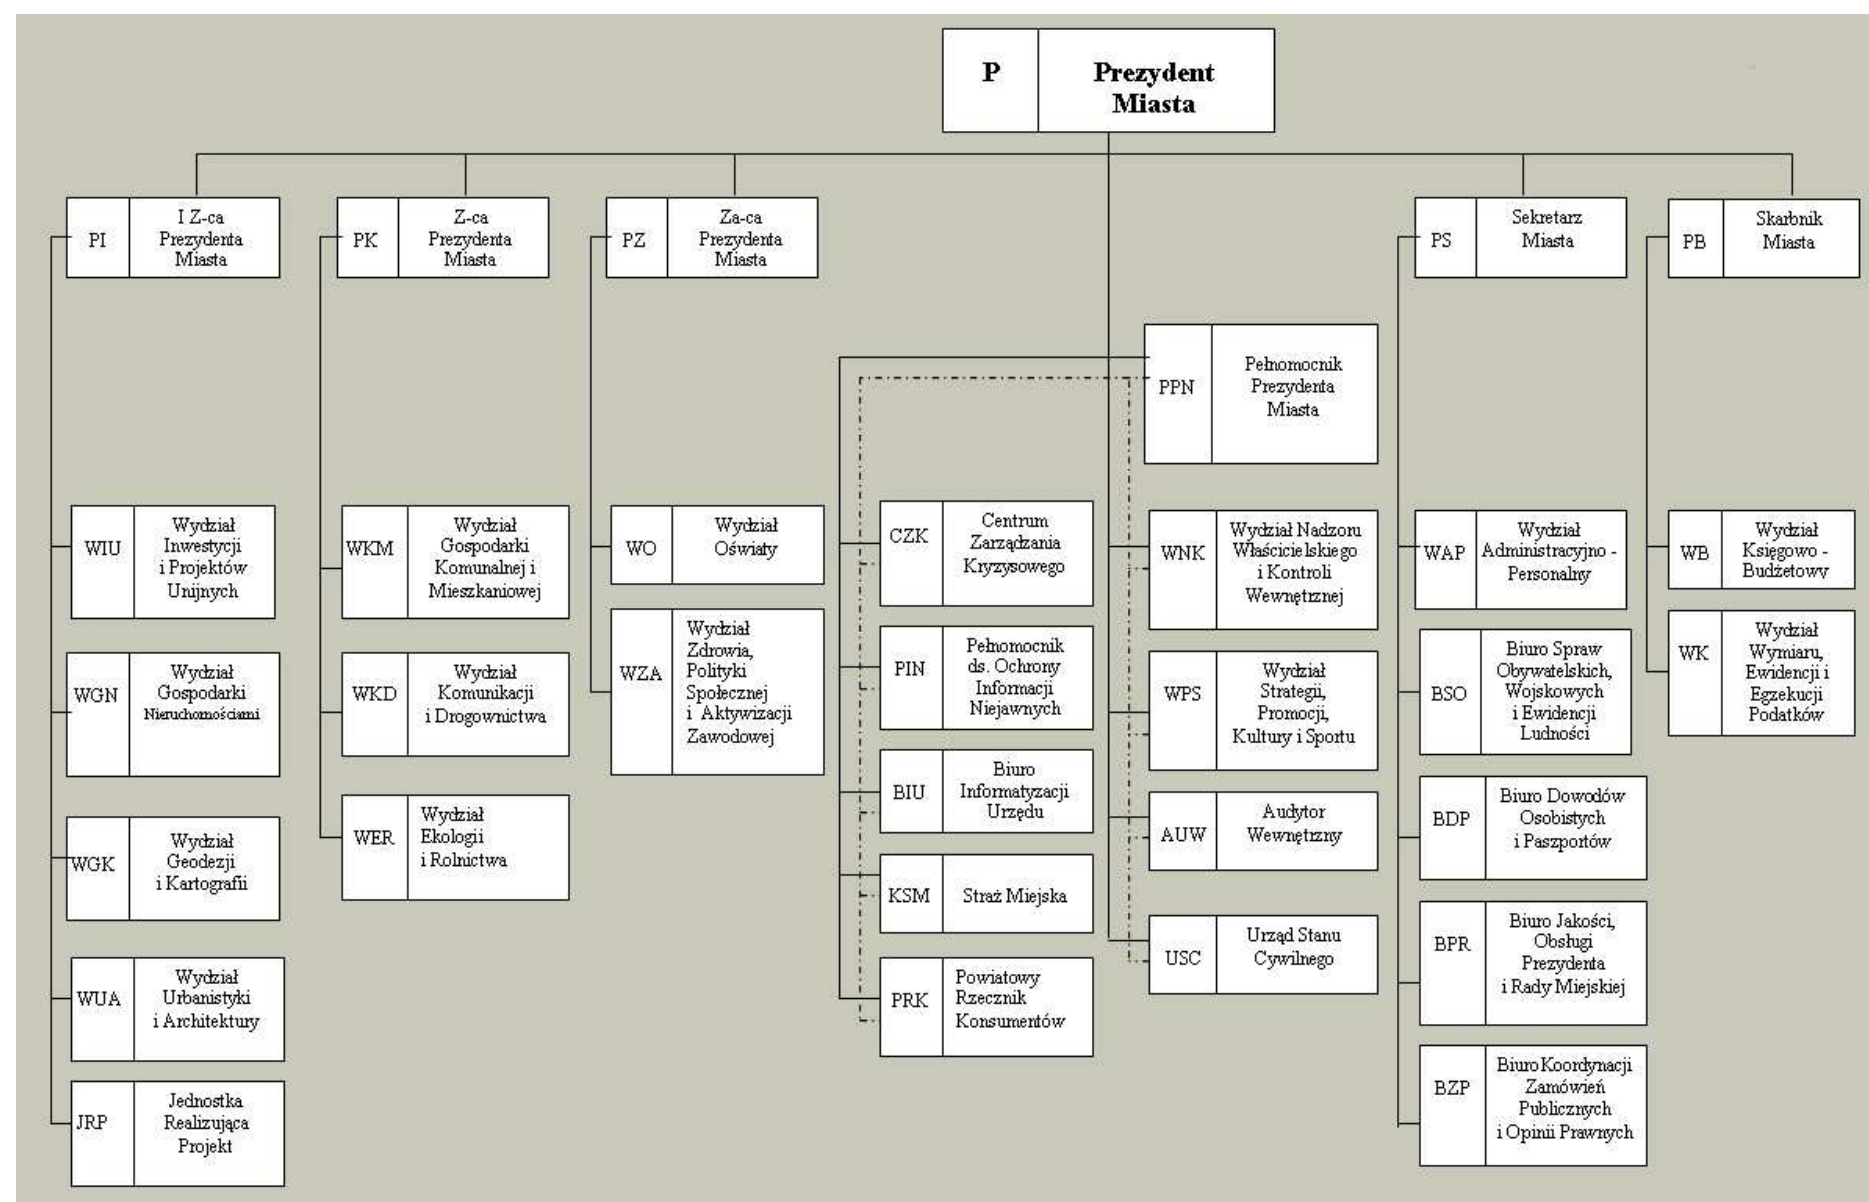 P
Prezydent
Miasta
PI
I Z-ca
Prezydenta
Miasta
PK
Z-ca
Prezydenta
Miasta
PZ
Za-ca
Prezydenta
Miasta
PS
Sekretarz
Miasta
PB
Skarbnik
Miasta
PPN
Pełnomocnik
Prezydenta
Miasta
WIU
Wydział
Inwestycji
i Projektów
Unijnych
WGN
Wydział
Gospodarki
Nieruchomościami
WGK
Wydział
Geodezji
i Kartografii
WUA
Wydział
Urbanistyki
i Architektury
JRP
Jednostka
Realizująca
Projekt
WKM
Wydział
Gospodarki
Komunalnej i
Mieszkaniowej
WKD
Wydział
Komunikacji
i Drogownictwa
WER
Wydział
Ekologii
i Rolnictwa
WO
Wydział
Oświaty
WZA
Wydział
Zdrowia,
Polityki
Społecznej
i Aktywizacji
Zawodowej
CZK
Centrum
Zarządzania
Kryzysowego
PIN
Pełnomocnik
ds. Ochrony
Informacji
Niejawnych
BIU
Biuro
Informatyzacji
Urzędu
KSM
Straż Miejska
PRK
Powiatowy
Rzecznik
Konsumentów
WNK
Wydział Nadzoru
Właścicielskiego
i Kontroli
Wewnętrznej
WPS
Wydział
Strategii,
Promocji,
Kultury i Sportu
AUW
Audytor
Wewnętrzny
USC
Urząd Stanu
Cywilnego
WAP
Wydział
Administracyjno -
Personalny
BSO
Biuro Spraw
Obywatelskich,
Wojskowych
i Ewidencji
Ludności
BDP
Biuro Dowodów
Osobistych
i Paszportów
BPR
Biuro Jakości,
Obsługi
Prezydenta
i Rady Miejskiej
BZP
Biuro Koordynacji
Zamówień
Publicznych
i Opinii Prawnych
WB
Wydział
Księgowo -
Budżetowy
WK
Wydział
Wymiaru,
Ewidencji i
Egzekucji
Podatków